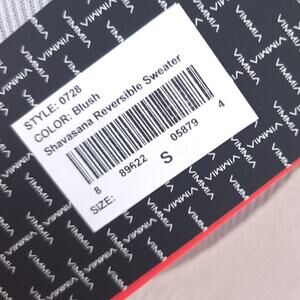 STYLE: 0728
COLOR: Blush
Shavasana Reversible Sweater
8 89622 05879 4
SIZE: S
VIMMIA